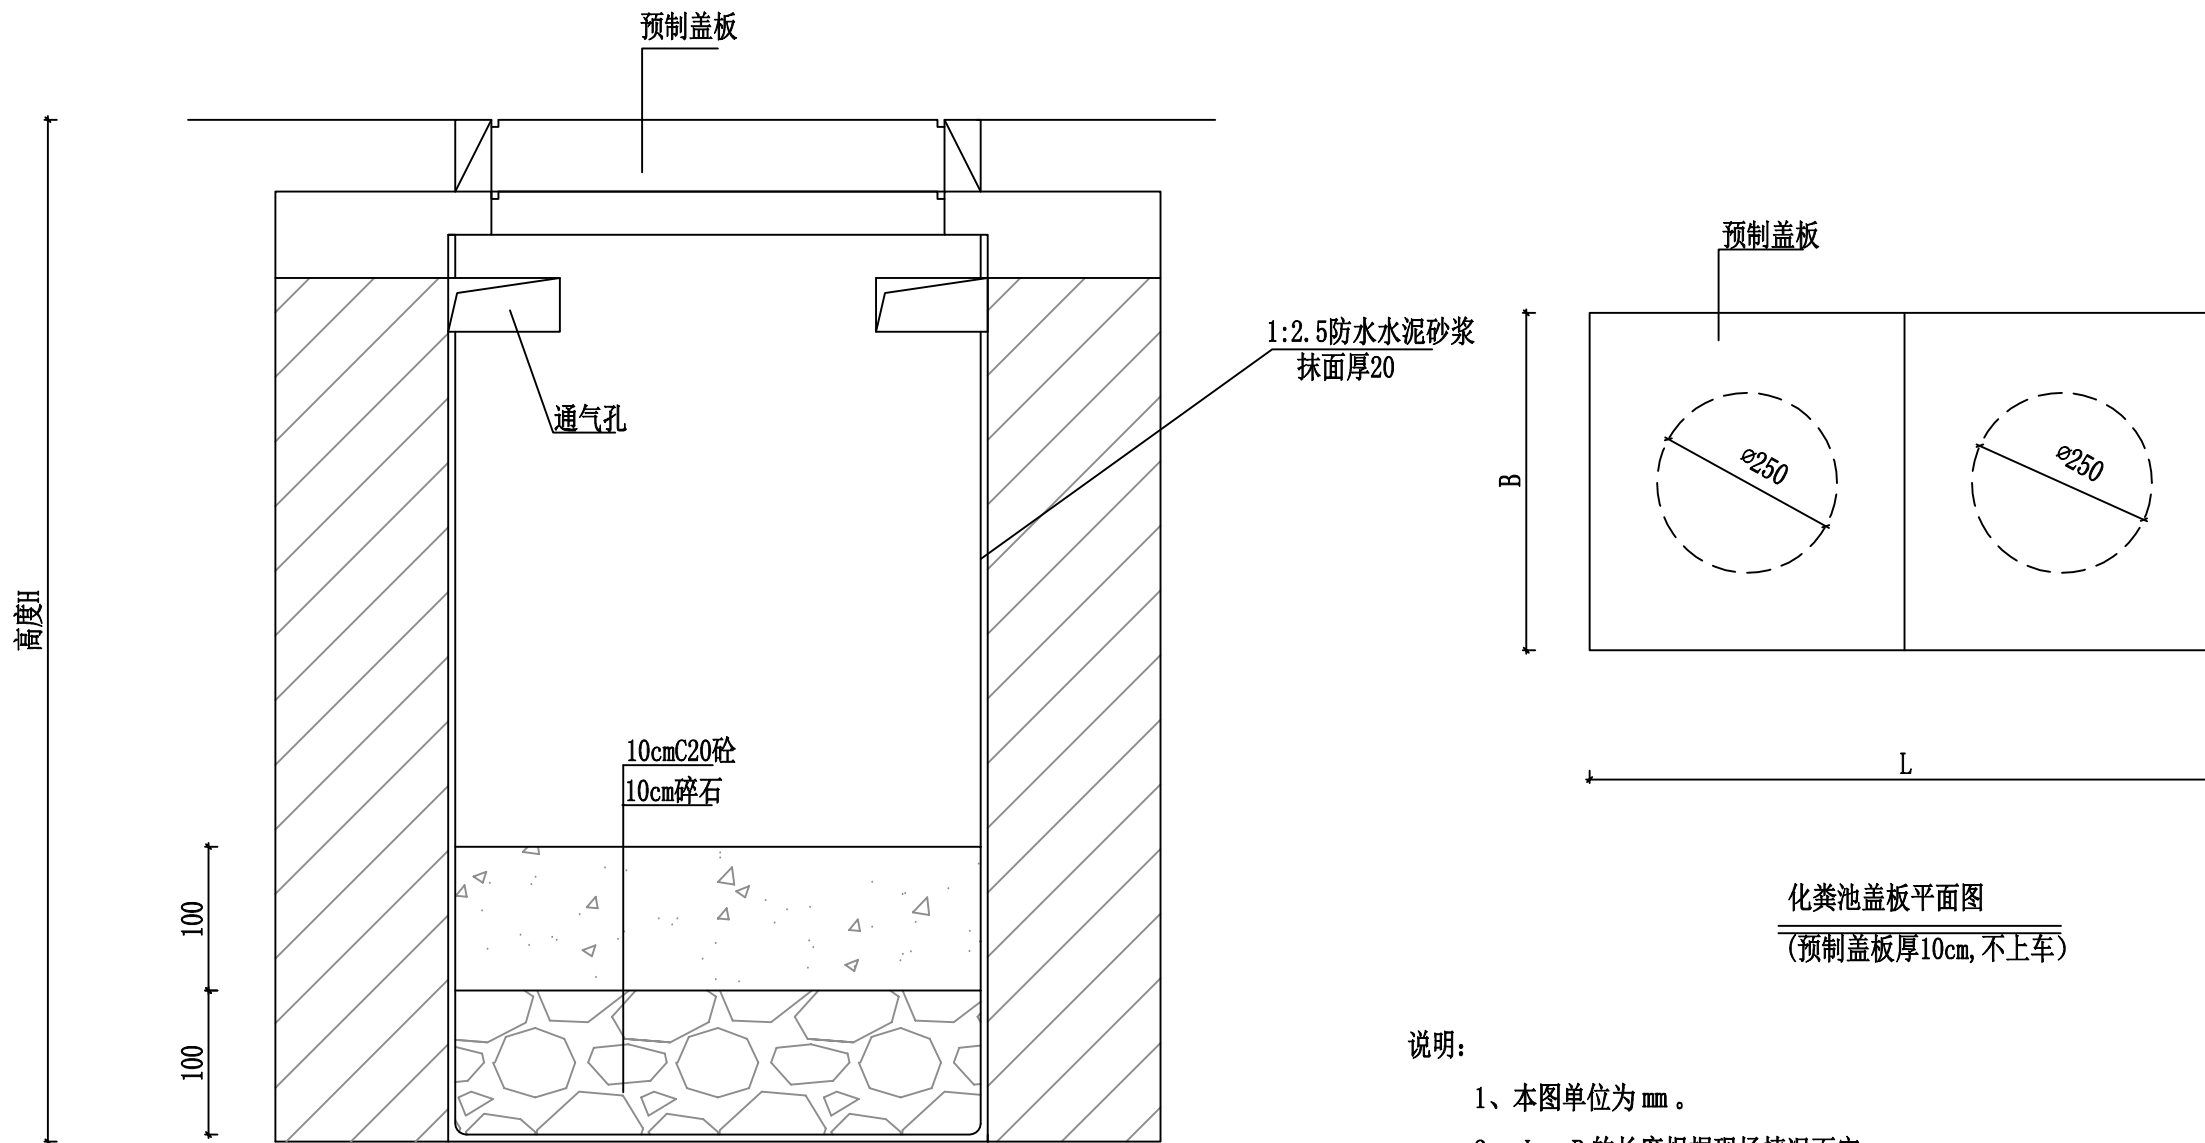 预制盖板
预制盖板
1:2.5防水水泥砂浆
抹面厚20
通气孔
⌀250
⌀250
B
高度H
10cmC20砼
10cm碎石
L
100
化粪池盖板平面图
(预制盖板厚10cm,不上车)
100
说明:
1、本图单位为mm。